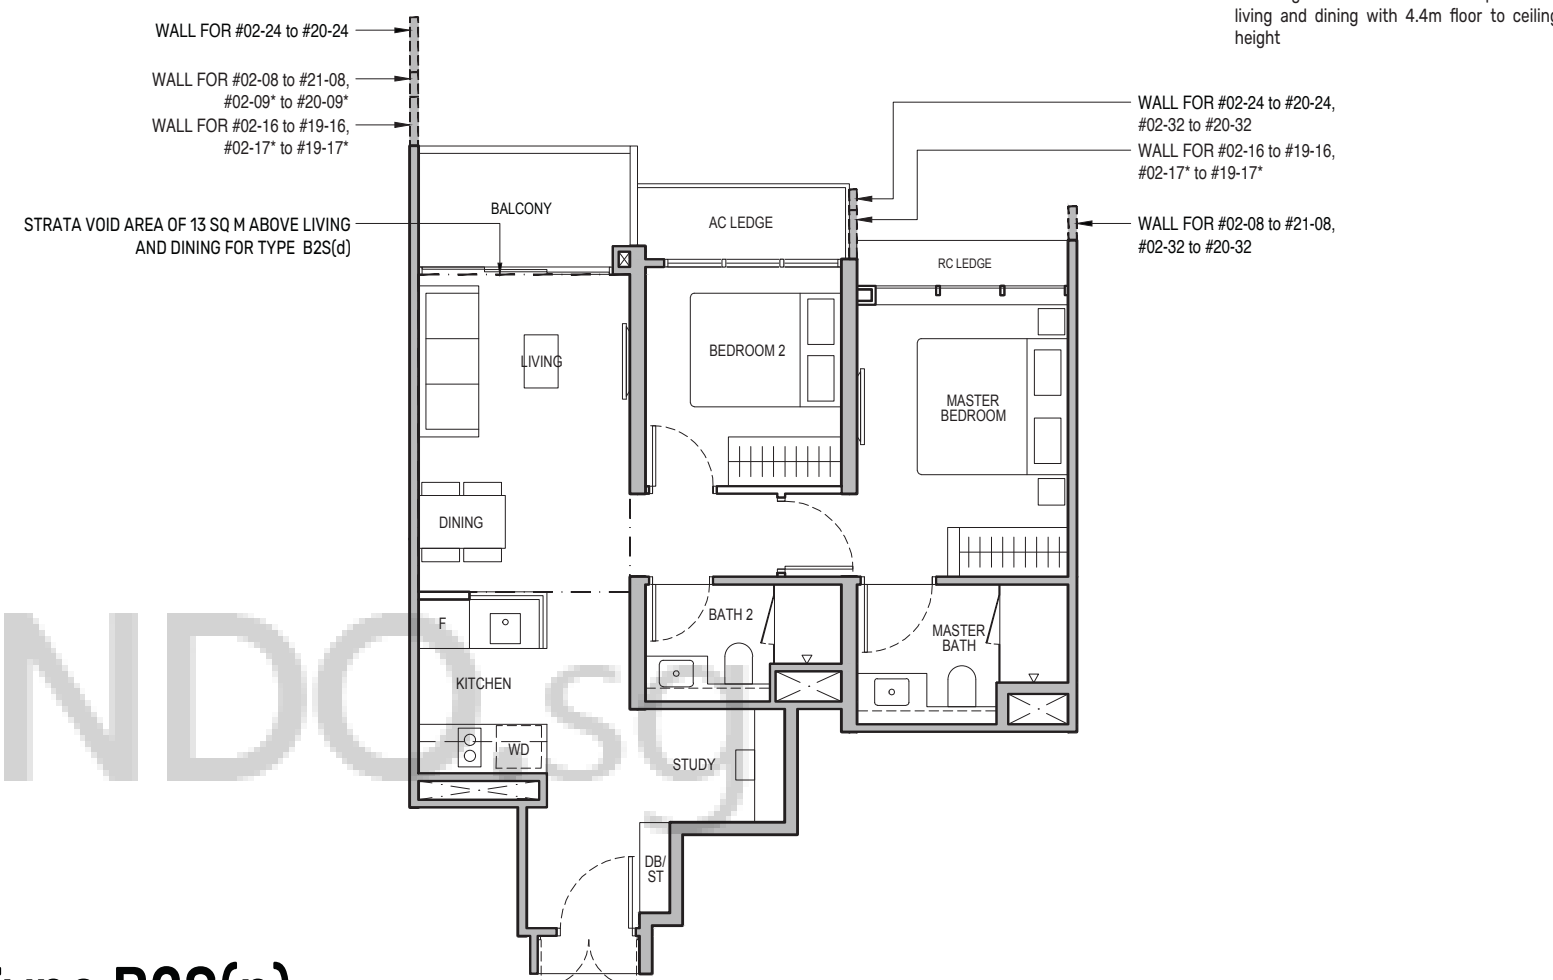 living and dining with 4.4m floor to ceiling
height
WALL FOR #02-24 to #20-24
WALL FOR #02-08 to #21-08,
#02-09* to #20-09*
WALL FOR #02-16 to #19-16,
#02-17* to #19-17*
STRATA VOID AREA OF 13 SQ M ABOVE LIVING
AND DINING FOR TYPE B2S(d)
WALL FOR #02-24 to #20-24,
#02-32 to #20-32
WALL FOR #02-16 to #19-16,
#02-17* to #19-17*
WALL FOR #02-08 to #21-08,
#02-32 to #20-32
BALCONY
AC LEDGE
RC LEDGE
LIVING
BEDROOM 2
MASTER
BEDROOM
DINING
F
BATH 2
MASTER
BATH
KITCHEN
WD
STUDY
DB/
ST
NDO.sg